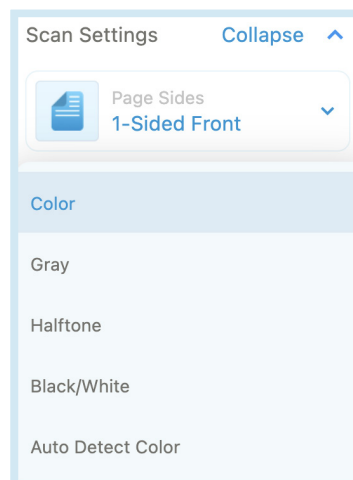 Scan Settings Collapse
Page Sides
1-Sided Front
Color
Gray
Halftone
Black/White
Auto Detect Color